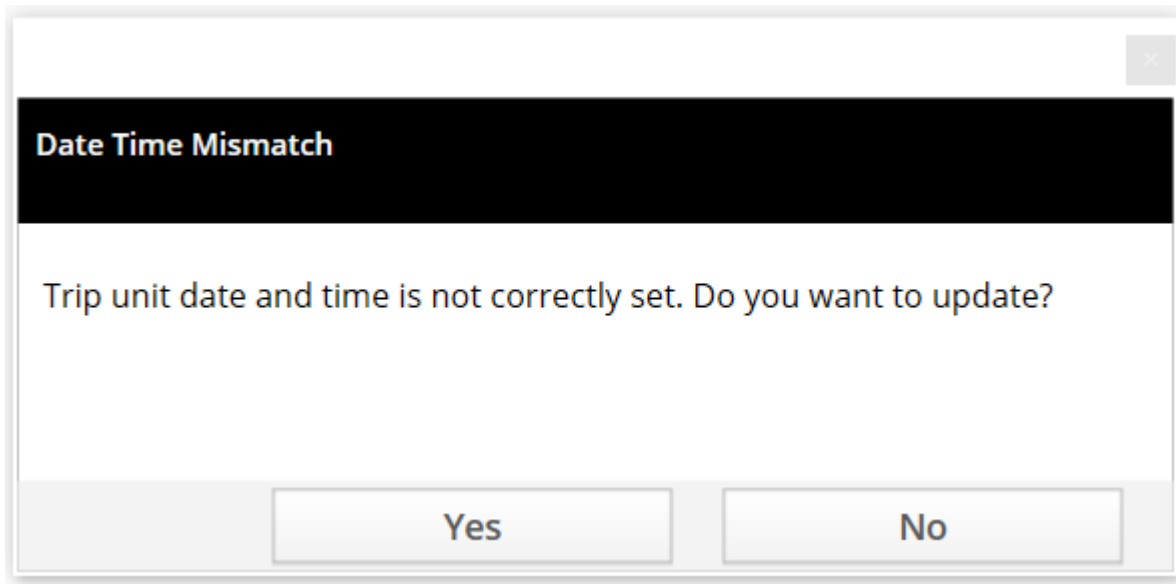 Date Time Mismatch
Trip unit date and time is not correctly set. Do you want to update?
Yes
No